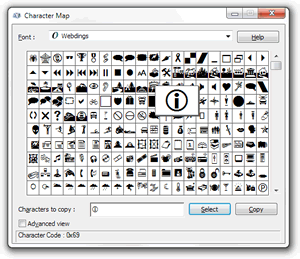 Character Map
Font : Webdings
Help
Characters to copy :
Select
Copy
Advanced view
Character Code : 0x69